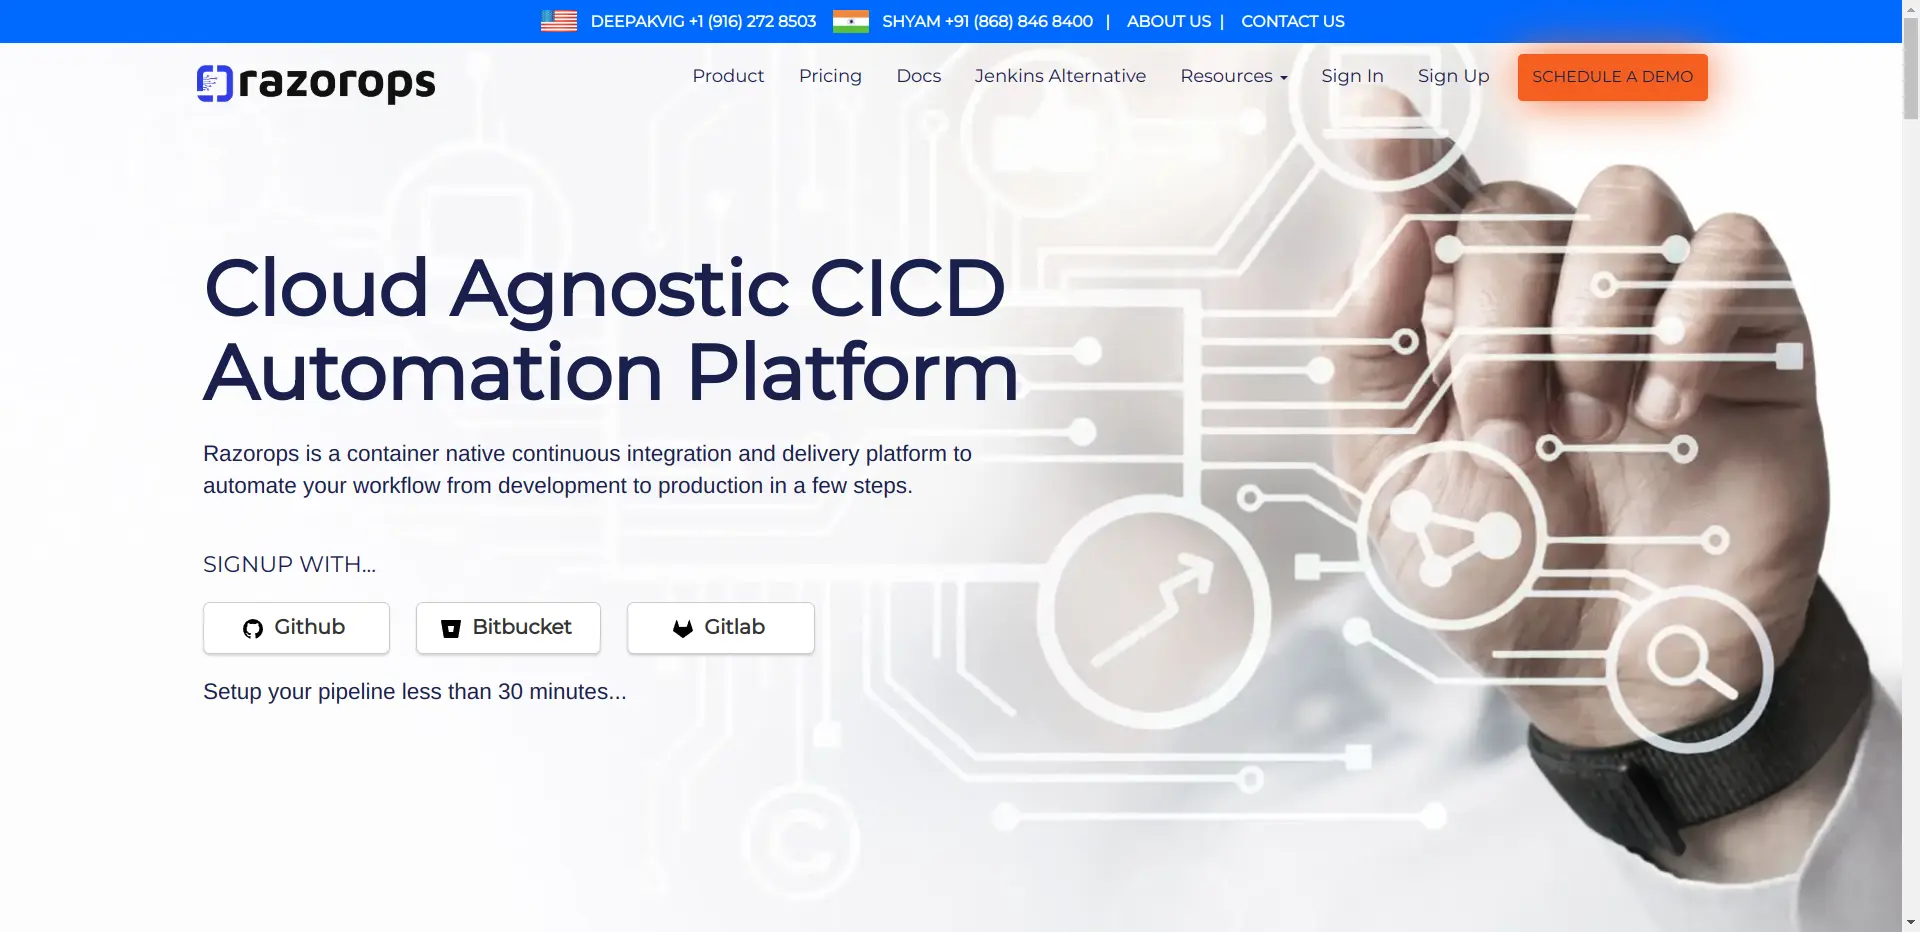 DEEPAKVIG +1 (916) 272 8503 SHYAM +91 (868) 846 8400 | ABOUT US | CONTACT US
razorops
Product Pricing Docs Jenkins Alternative Resources Sign In Sign Up SCHEDULE A DEMO
Cloud Agnostic CICD
Automation Platform
Razorops is a container native continuous integration and delivery platform to
automate your workflow from development to production in a few steps.
SIGNUP WITH...
Github Bitbucket Gitlab
Setup your pipeline less than 30 minutes...